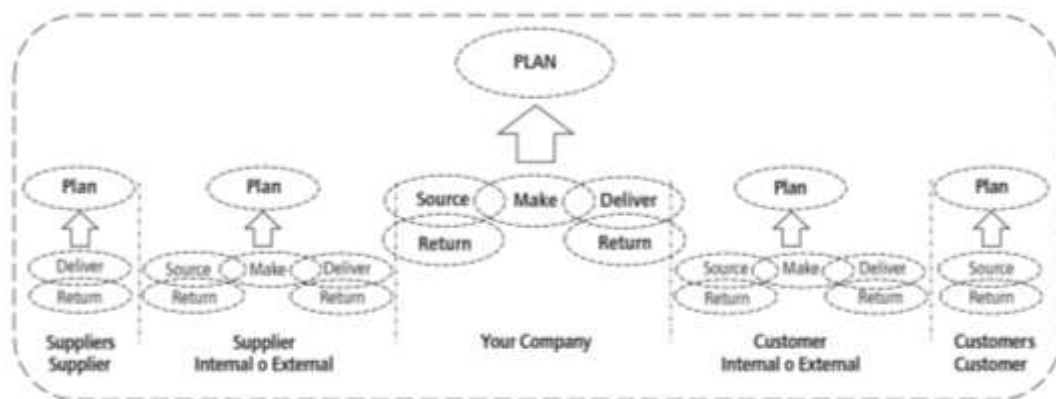 PLAN
Plan
Plan
Source
Make
Deliver
Plan
Plan
Return
Return
Deliver
Source
Make
Deliver
Source
Make
Deliver
Source
Return
Return
Return
Return
Return
Return
Suppliers
Supplier
Supplier
Internal o External
Your Company
Customer
Internal o External
Customers
Customer